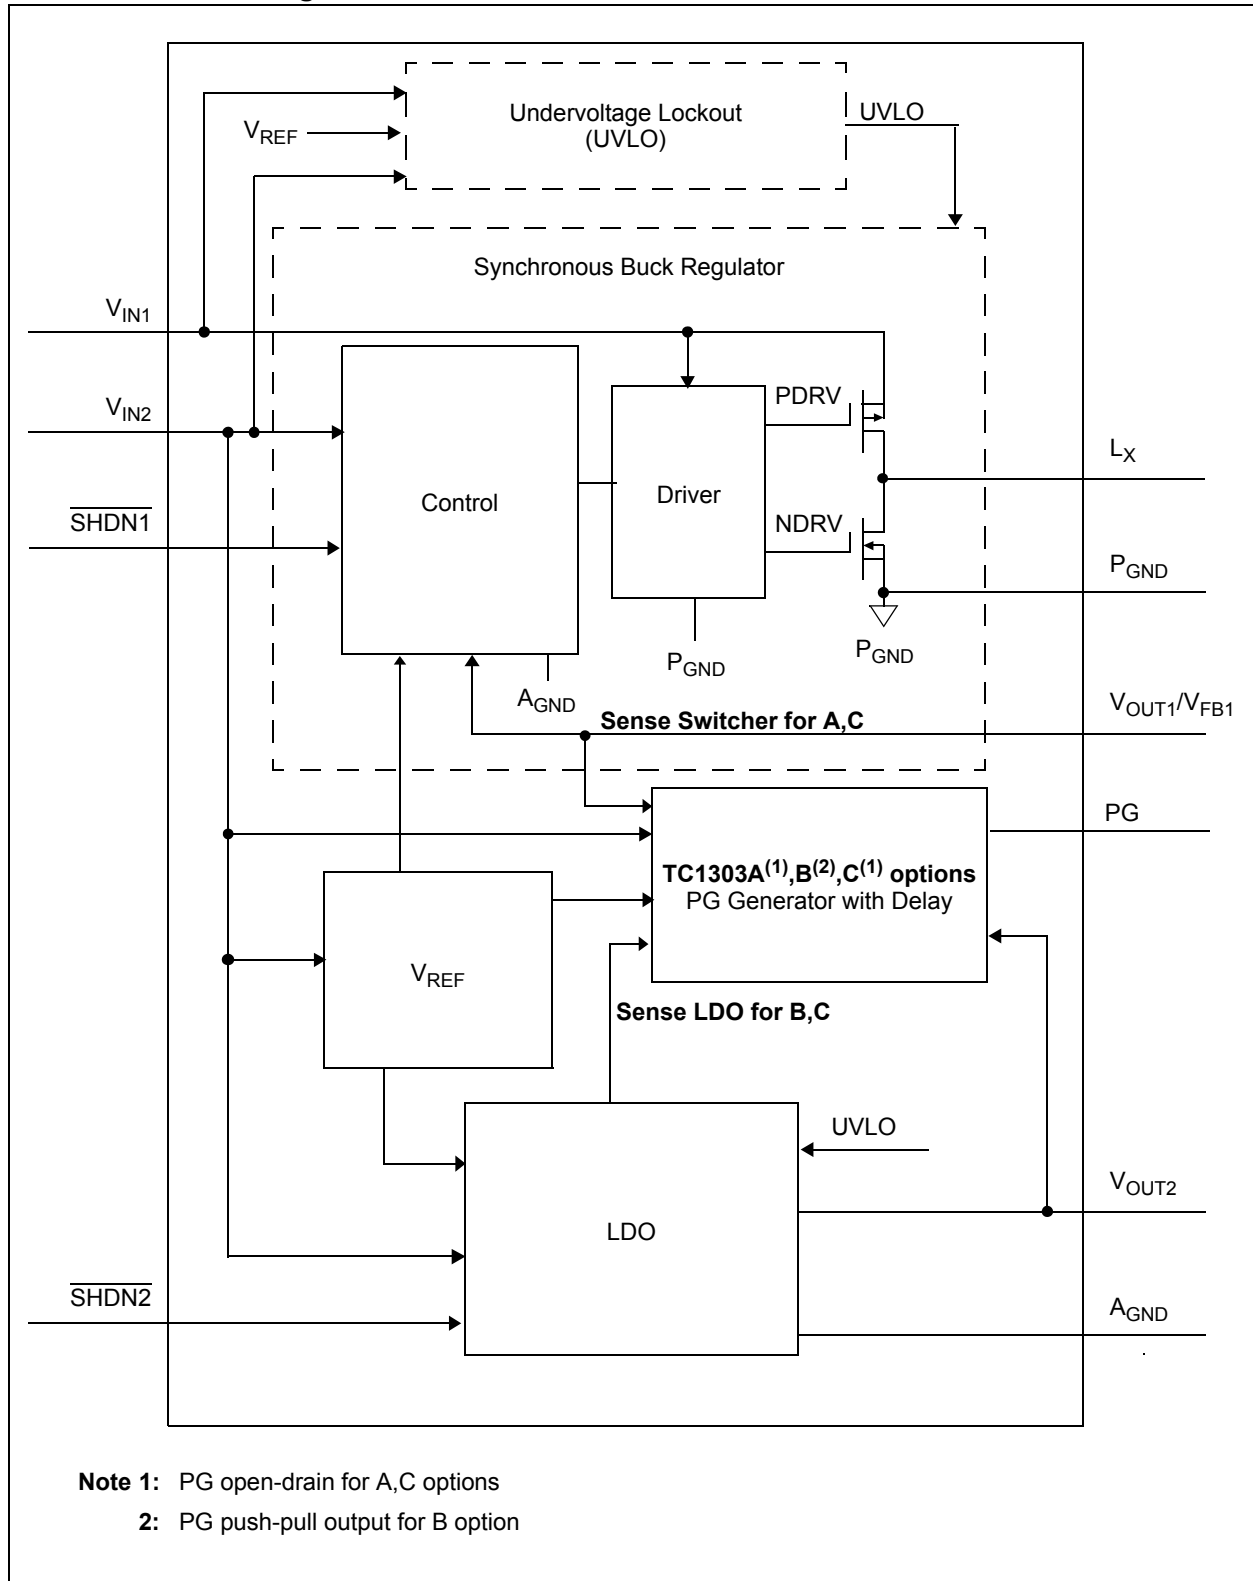 Undervoltage Lockout
(UVLO)
UVLO
VREF
Synchronous Buck Regulator
VIN1
VIN2
SHDN1
Control
Driver
PDRV
NDRV
LX
PGND
PGND
PGND
AGND
Sense Switcher for A,C
VOUT1/VFB1
PG
TC1303A(1),B(2),C(1) options
PG Generator with Delay
VREF
Sense LDO for B,C
UVLO
LDO
VOUT2
SHDN2
AGND
Note 1: PG open-drain for A,C options
2: PG push-pull output for B option